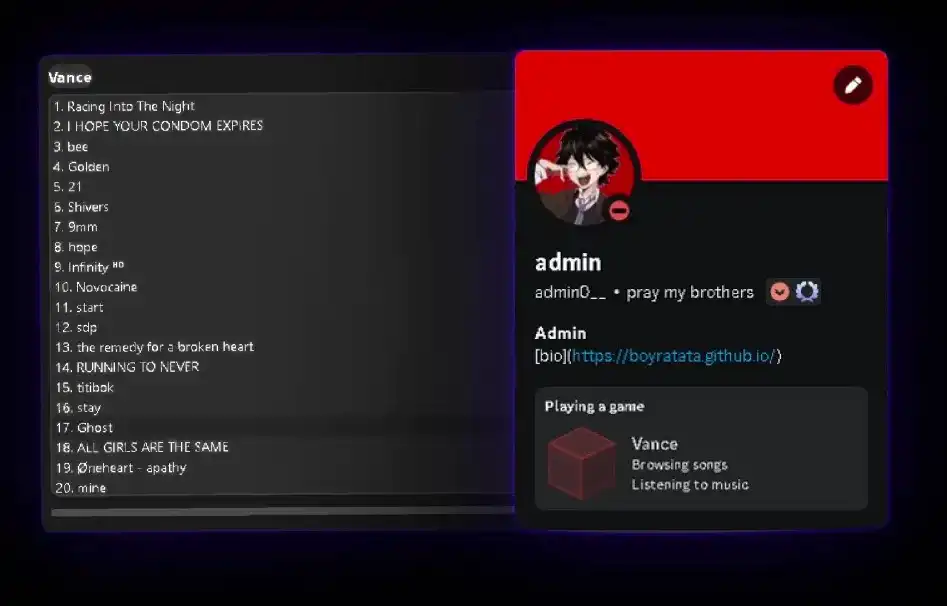 Vance
1. Racing Into The Night
2. I HOPE YOUR CONDOM EXPIRES
3. bee
4. Golden
5. 21
6. Shivers
7. 9mm
8. hope
9. Infinity ᴴᴰ
10. Novocaine
11. start
12. sdp
13. the remedy for a broken heart
14. RUNNING TO NEVER
15. titibok
16. stay
17. Ghost
18. ALL GIRLS ARE THE SAME
19. Øneheart - apathy
20. mine
admin
admin0__ • pray my brothers
Admin
[bio](https://boyratata.github.io/)
Playing a game
Vance
Browsing songs
Listening to music